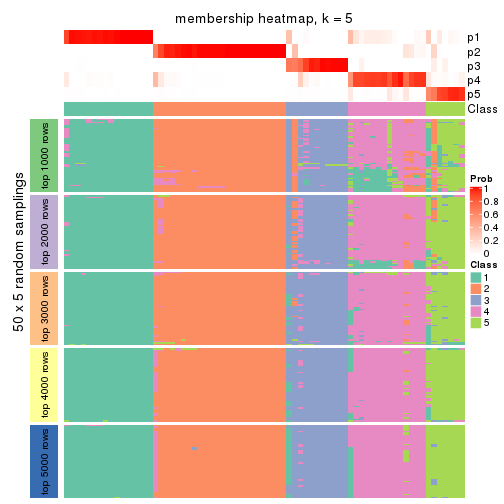 membership heatmap, k = 5
p1
p2
p3
p4
p5
Class
50 x 5 random samplings
top 1000 rows
top 2000 rows
top 3000 rows
top 4000 rows
top 5000 rows
Prob
1
0.8
0.6
0.4
0.2
0
Class
1
2
3
4
5